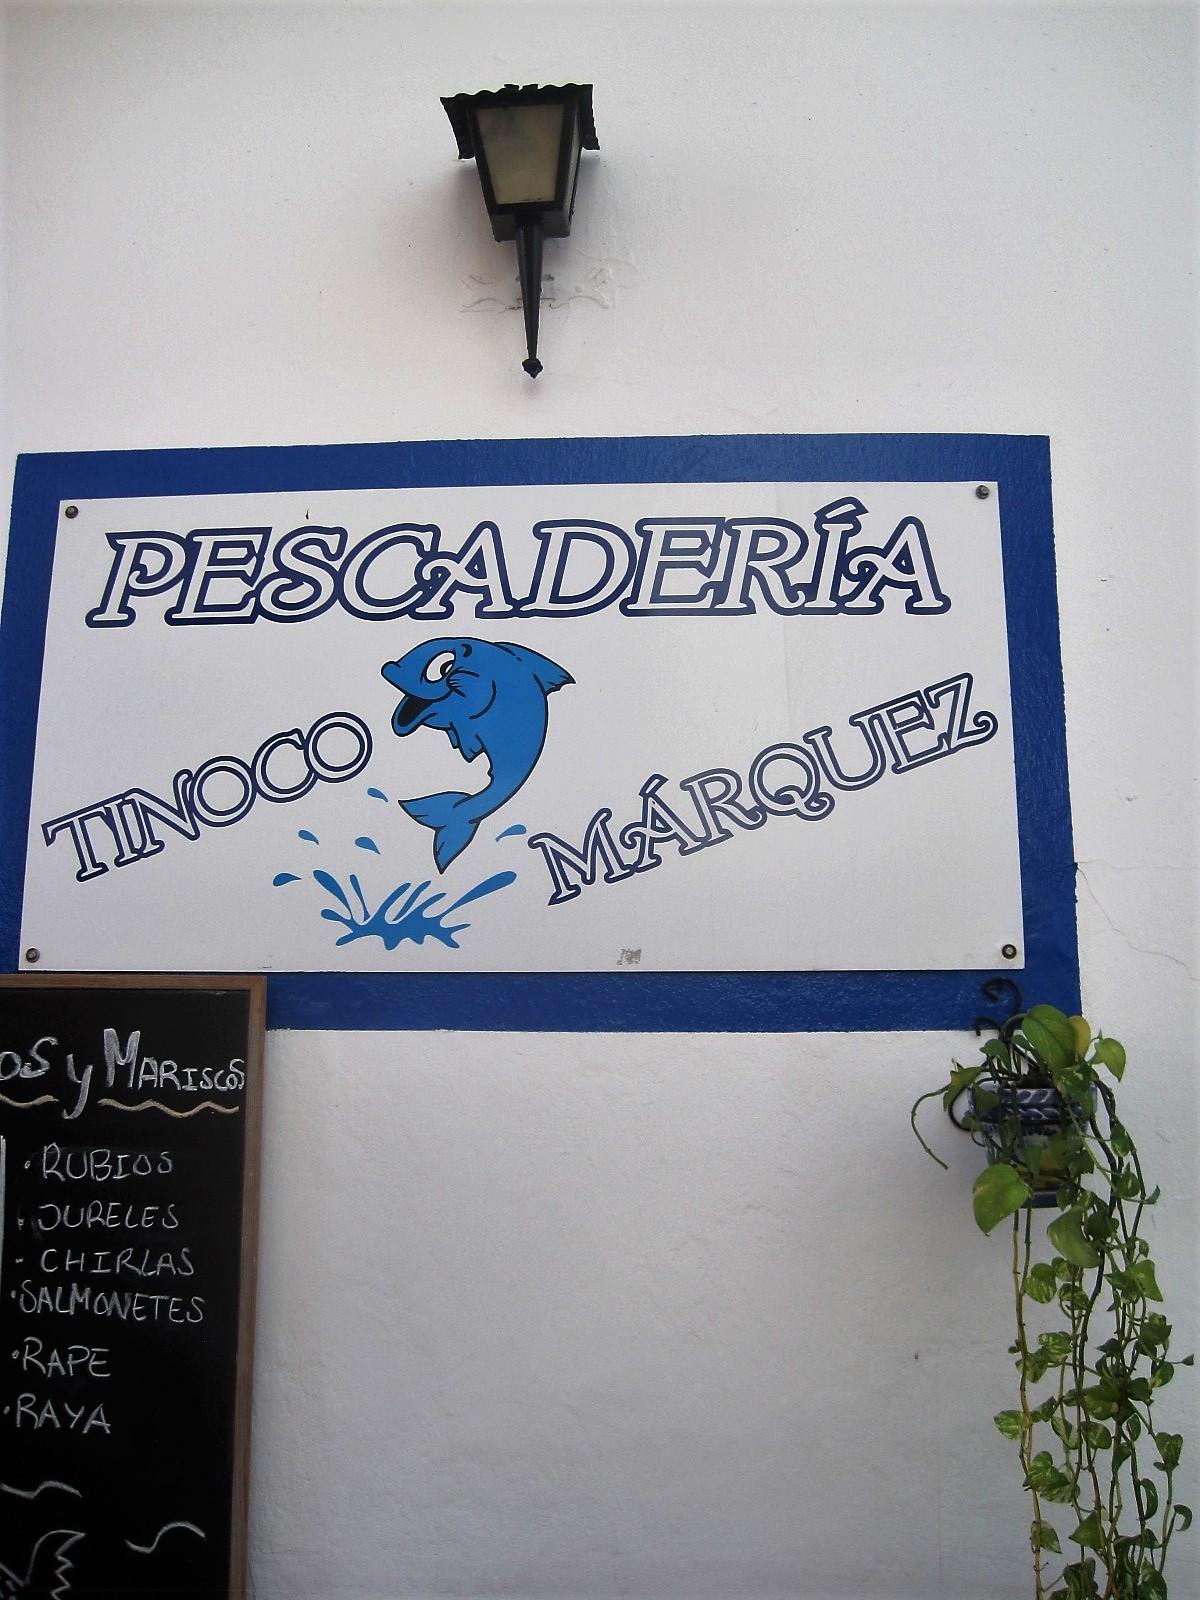 PESCADERÍA
TINOCO MÁRQUEZ
y MARISCOS
· RUBIOS
· JURELES
- CHIRLAS
· SALMONETES
· RAPE
· RAYA